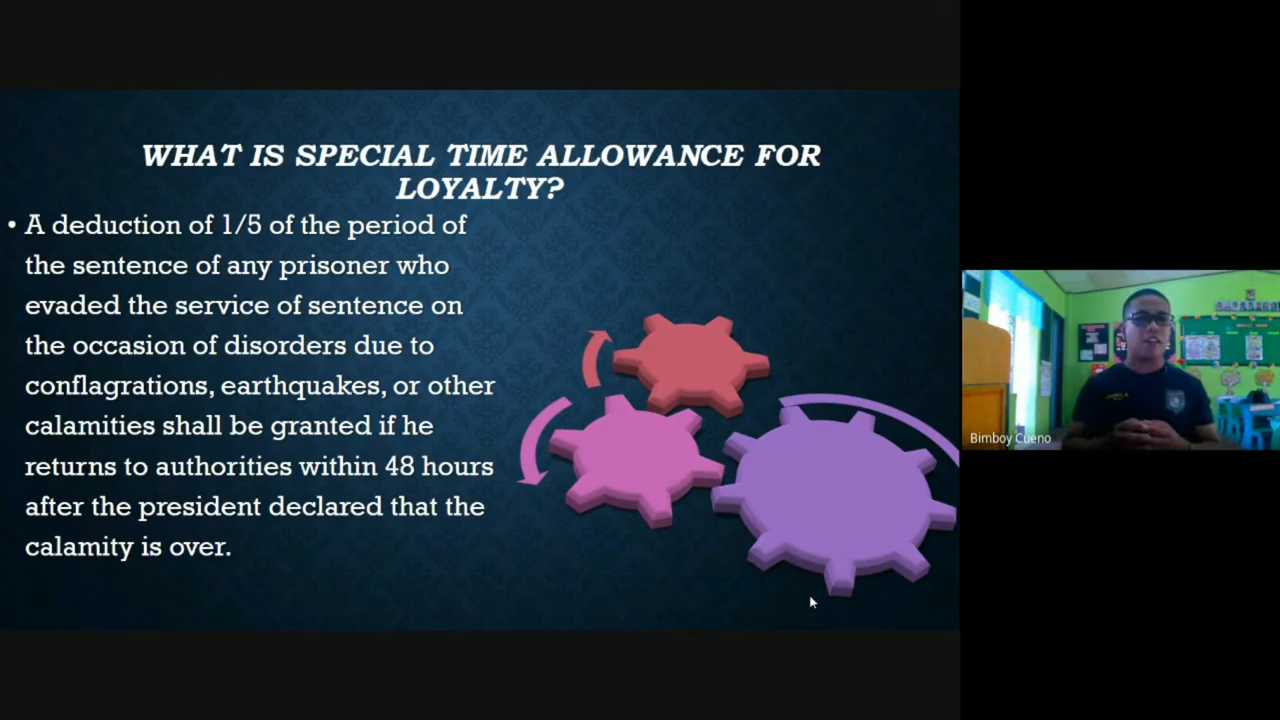 WHAT IS SPECIAL TIME ALLOWANCE FOR
LOYALTY?
• A deduction of 1/5 of the period of
the sentence of any prisoner who
evaded the service of sentence on
the occasion of disorders due to
conflagrations, earthquakes, or other
calamities shall be granted if he
returns to authorities within 48 hours
after the president declared that the
calamity is over.
Bimboy Cueno